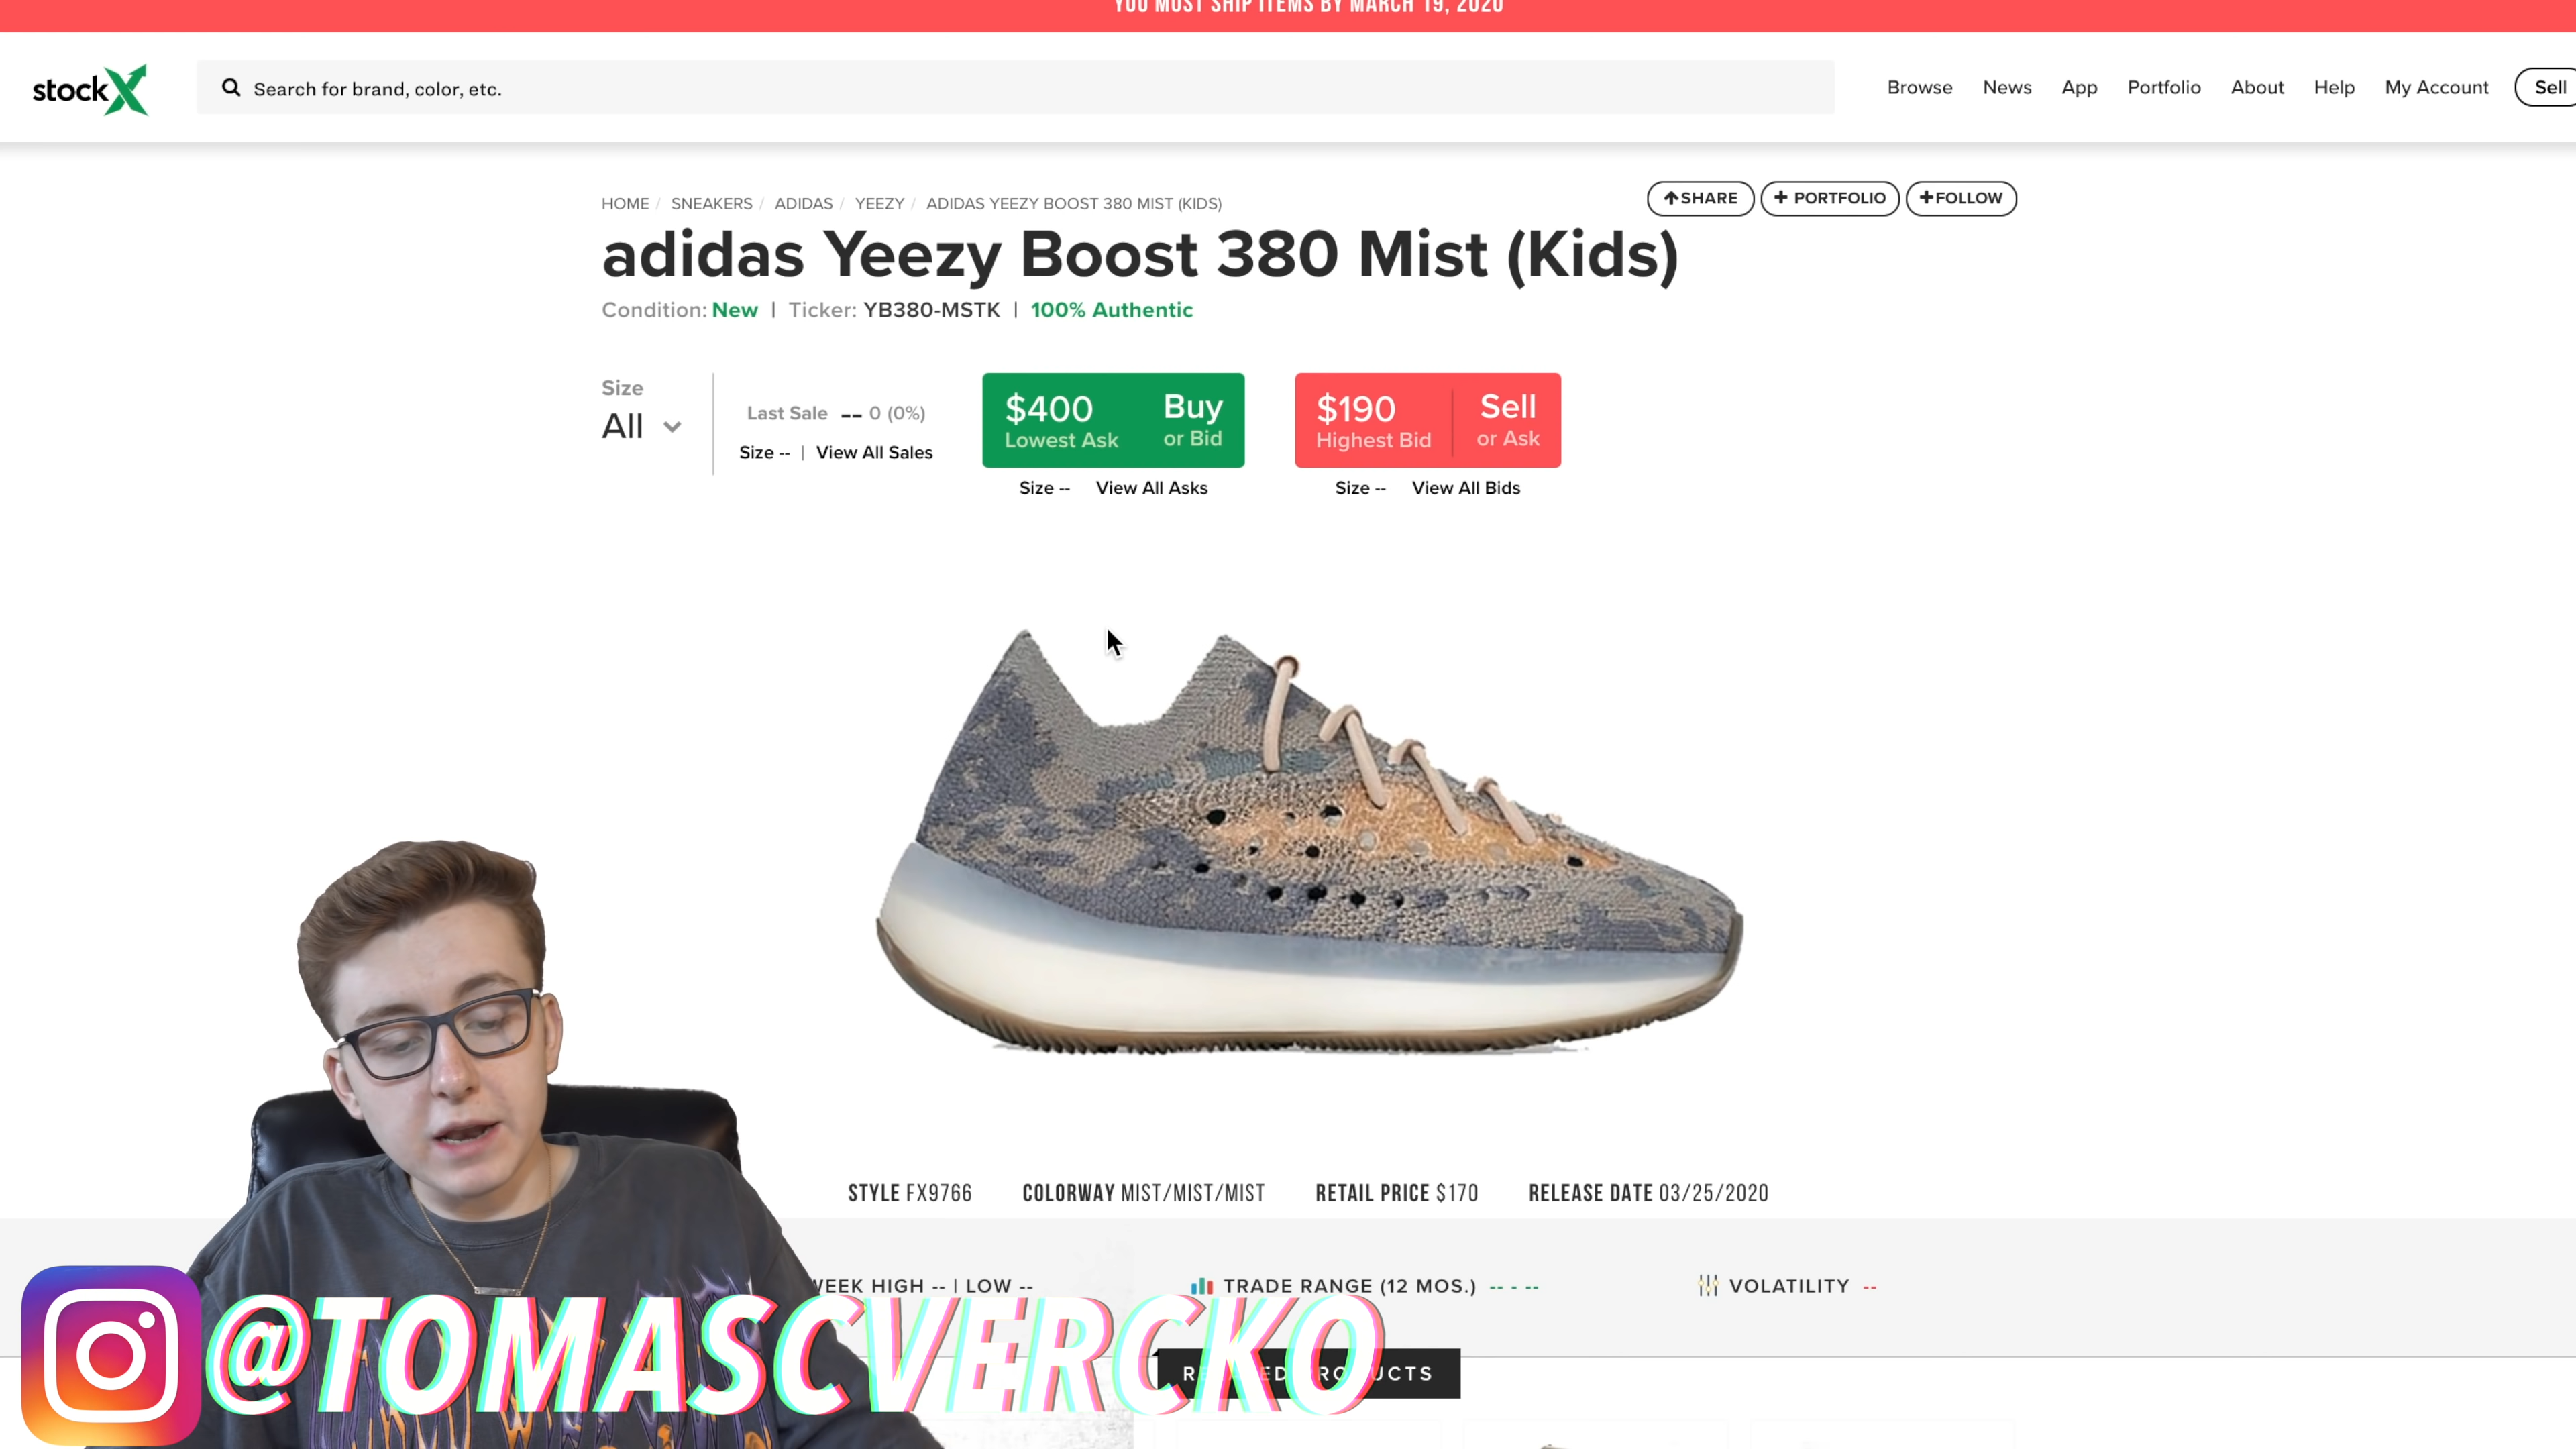 YOU MUST SHIP ITEMS BY MARCH 19, 2020
stockX
Search for brand, color, etc.
Browse News App Portfolio About Help My Account Sell
HOME / SNEAKERS / ADIDAS / YEEZY / ADIDAS YEEZY BOOST 380 MIST (KIDS)
SHARE + PORTFOLIO +FOLLOW
adidas Yeezy Boost 380 Mist (Kids)
Condition: New | Ticker: YB380-MSTK | 100% Authentic
Size
All
Last Sale -- 0 (0%)
Size -- | View All Sales
$400 Buy
Lowest Ask or Bid
Size -- View All Asks
$190 Sell
Highest Bid or Ask
Size -- View All Bids
STYLE FX9766 COLORWAY MIST/MIST/MIST RETAIL PRICE $170 RELEASE DATE 03/25/2020
WEEK HIGH -- | LOW -- TRADE RANGE (12 MOS.) -- - -- VOLATILITY --
@TOMASCVERCKO